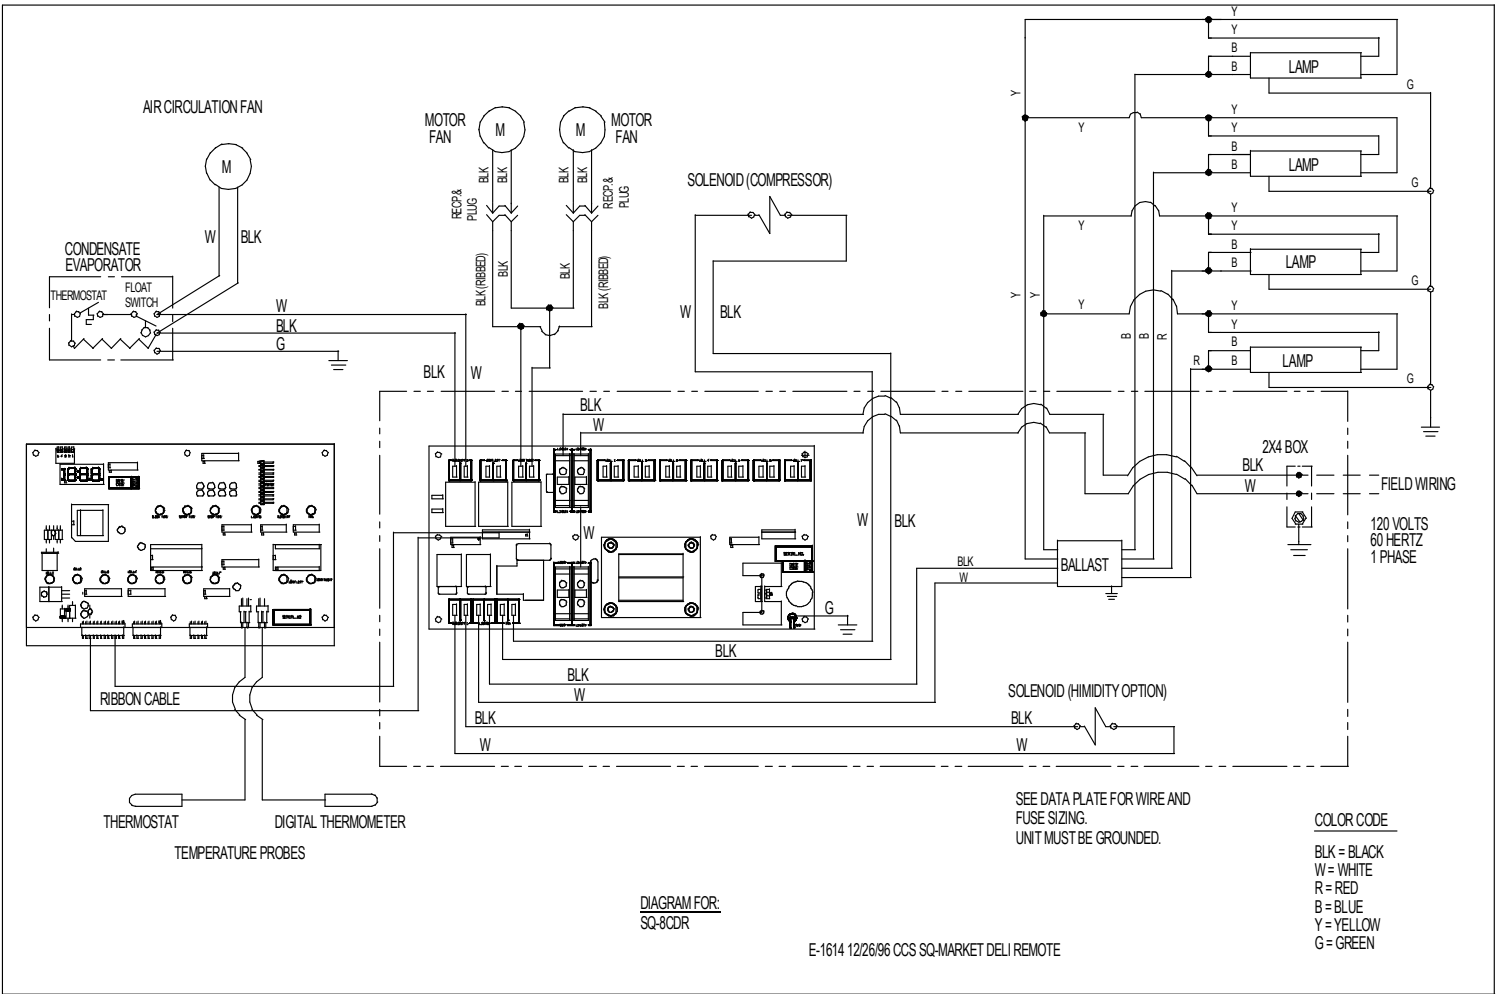 AIR CIRCULATION FAN
M
W
BLK
CONDENSATE
EVAPORATOR
THERMOSTAT
FLOAT
SWITCH
W
BLK
G
BLK
W
MOTOR
FAN
M
M
MOTOR
FAN
BLK
BLK
BLK
BLK
RECP.&
PLUG
RECP.&
PLUG
BLK (RIBBED)
BLK
BLK
BLK (RIBBED)
SOLENOID (COMPRESSOR)
W
BLK
BLK
W
W
W
BLK
Y
Y
B
B
LAMP
G
Y
Y
Y
Y
B
B
LAMP
G
Y
Y
Y
B
B
LAMP
G
Y
Y
Y
Y
Y
B
B
LAMP
G
B
B
R
R
2X4 BOX
BLK
W
FIELD WIRING
120 VOLTS
60 HERTZ
1 PHASE
BALLAST
BLK
W
G
BLK
BLK
W
RIBBON CABLE
BLK
W
SOLENOID (HIMIDITY OPTION)
BLK
W
THERMOSTAT
DIGITAL THERMOMETER
TEMPERATURE PROBES
SEE DATA PLATE FOR WIRE AND
FUSE SIZING.
UNIT MUST BE GROUNDED.
COLOR CODE
BLK = BLACK
W = WHITE
R = RED
B = BLUE
Y = YELLOW
G = GREEN
DIAGRAM FOR:
SQ-8CDR
E-1614 12/26/96 CCS SQ-MARKET DELI REMOTE